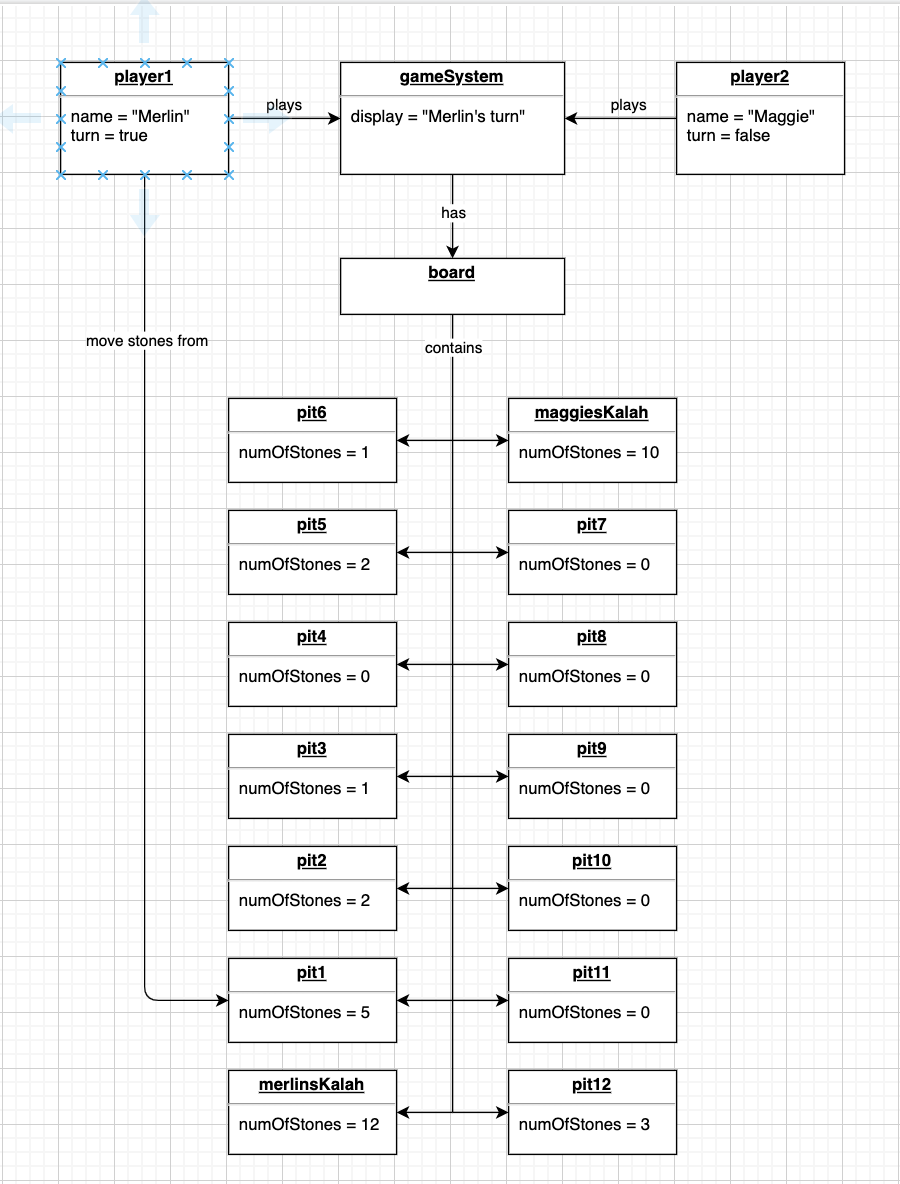 player1
name = "Merlin"
turn = true
plays
gameSystem
display = "Merlin's turn"
plays
player2
name = "Maggie"
turn = false
has
board
move stones from
contains
pit6
numOfStones = 1
maggiesKalah
numOfStones = 10
pit5
numOfStones = 2
pit7
numOfStones = 0
pit4
numOfStones = 0
pit8
numOfStones = 0
pit3
numOfStones = 1
pit9
numOfStones = 0
pit2
numOfStones = 2
pit10
numOfStones = 0
pit1
numOfStones = 5
pit11
numOfStones = 0
merlinsKalah
numOfStones = 12
pit12
numOfStones = 3